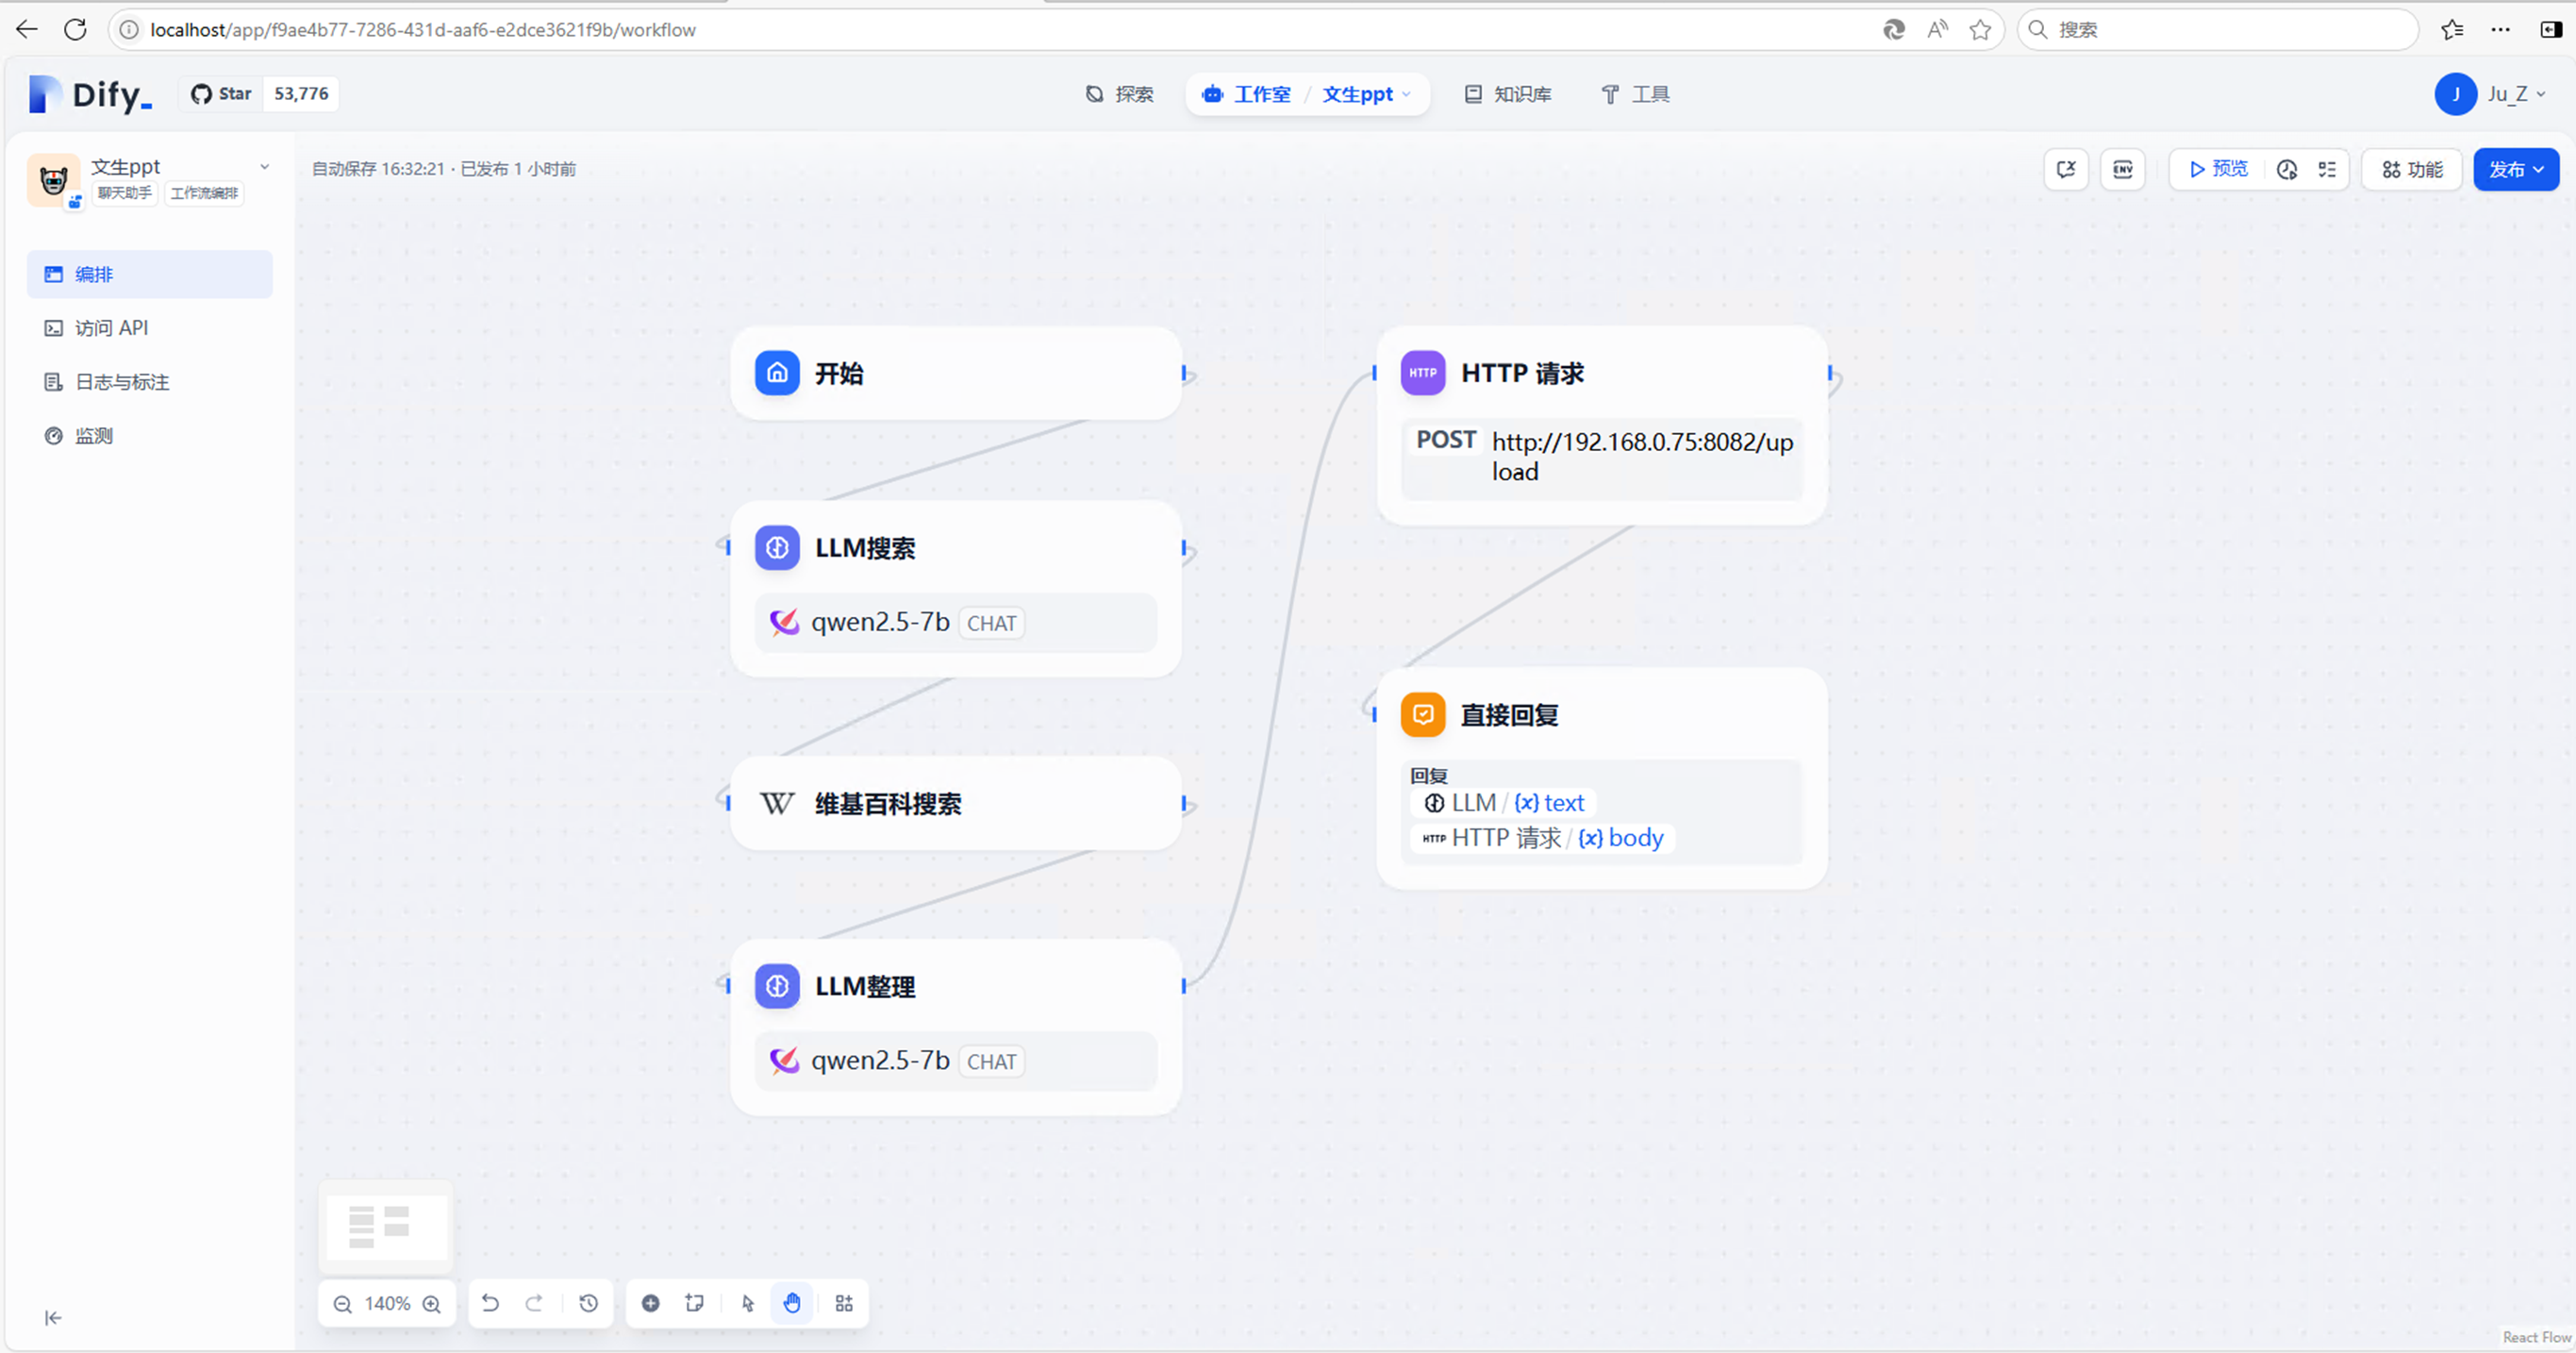 localhost/app/f9ae4b77-7286-431d-aaf6-e2dce3621f9b/workflow
搜索
Dify_
Star 53,776
探索
工作室 / 文生ppt
知识库
工具
J Ju_Z
文生ppt
聊天助手 工作流编排
自动保存 16:32:21 · 已发布 1 小时前
ENV
预览
功能
发布
编排
访问 API
日志与标注
监测
开始
LLM搜索
qwen2.5-7b CHAT
W 维基百科搜索
LLM整理
qwen2.5-7b CHAT
HTTP HTTP 请求
POST http://192.168.0.75:8082/up
load
直接回复
回复
LLM / {x} text
HTTP HTTP 请求 / {x} body
140%
React Flow